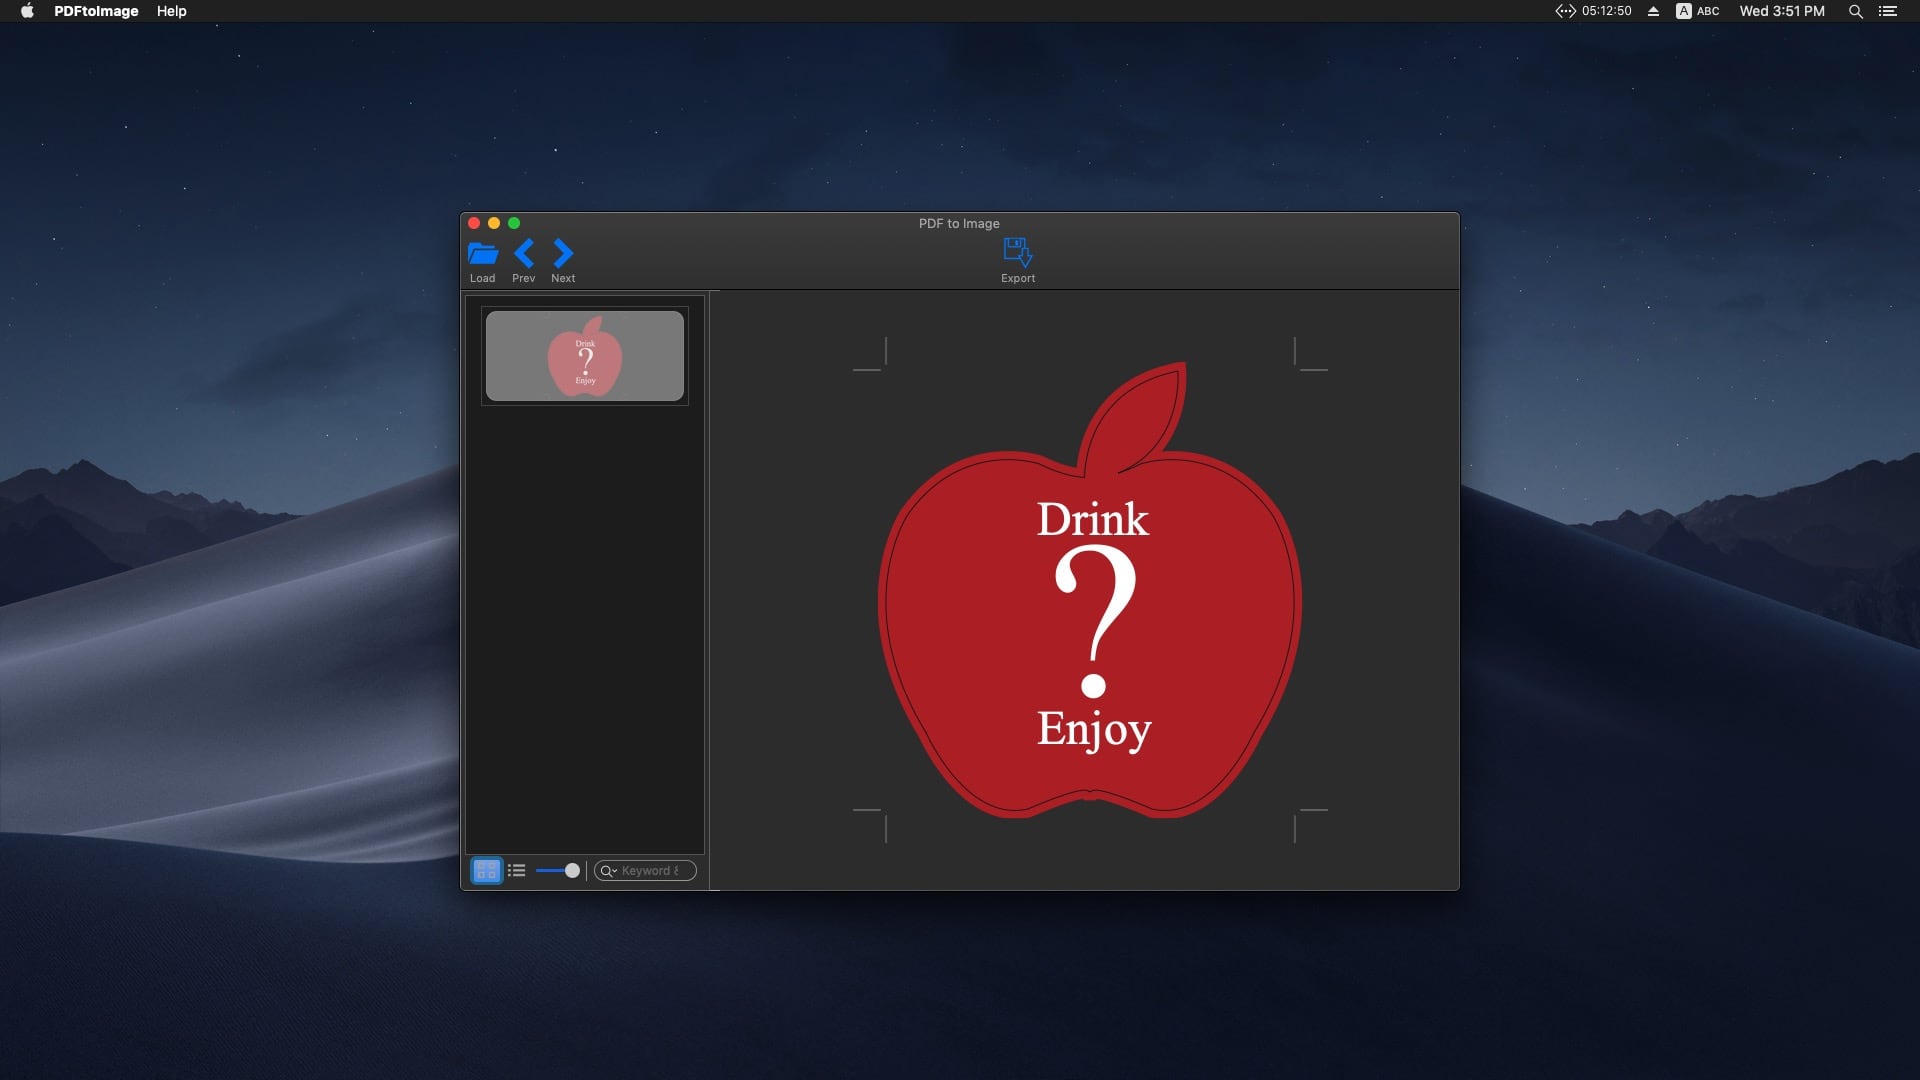 PDFtoImage Help 05:12:50 A ABC Wed 3:51 PM
PDF to Image
Load Prev Next Export
Drink
?
Enjoy
Drink
?
Enjoy
Keyword